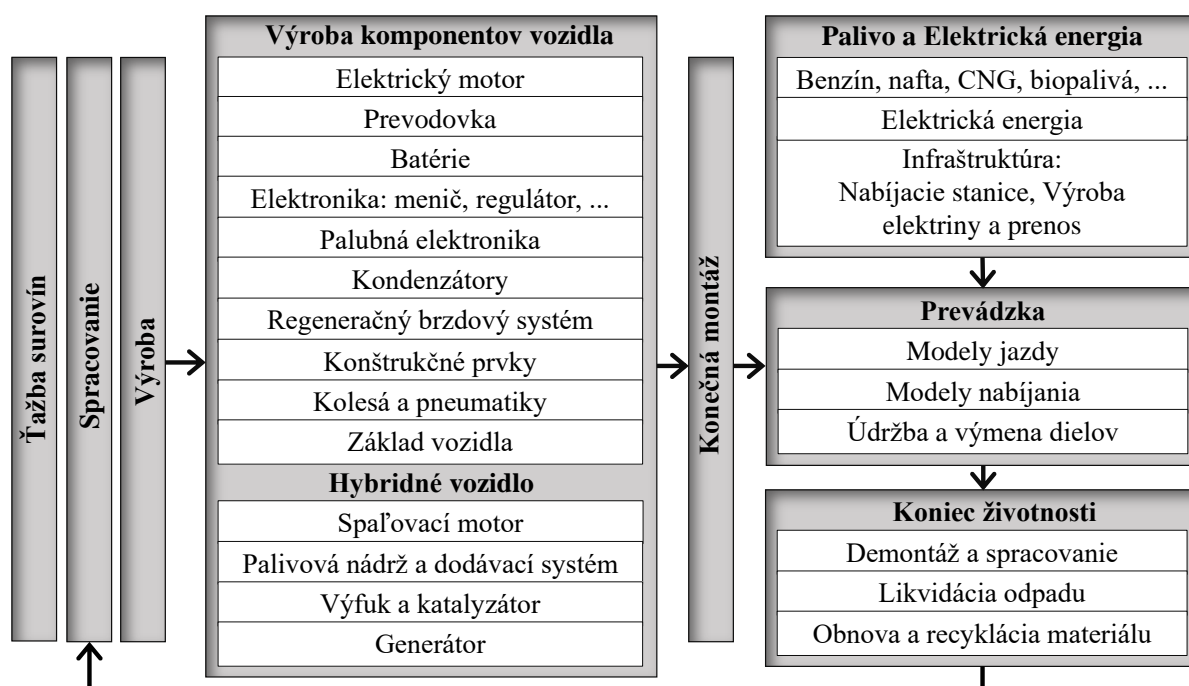 Ťažba surovín
Spracovanie
Výroba
Výroba komponentov vozidla
Elektrický motor
Prevodovka
Batérie
Elektronika: menič, regulátor, ...
Palubná elektronika
Kondenzátory
Regeneračný brzdový systém
Konštrukčné prvky
Kolesá a pneumatiky
Základ vozidla
Hybridné vozidlo
Spaľovací motor
Palivová nádrž a dodávací systém
Výfuk a katalyzátor
Generátor
Konečná montáž
Palivo a Elektrická energia
Benzín, nafta, CNG, biopalivá, ...
Elektrická energia
Infraštruktúra:
Nabíjacie stanice, Výroba
elektriny a prenos
Prevádzka
Modely jazdy
Modely nabíjania
Údržba a výmena dielov
Koniec životnosti
Demontáž a spracovanie
Likvidácia odpadu
Obnova a recyklácia materiálu